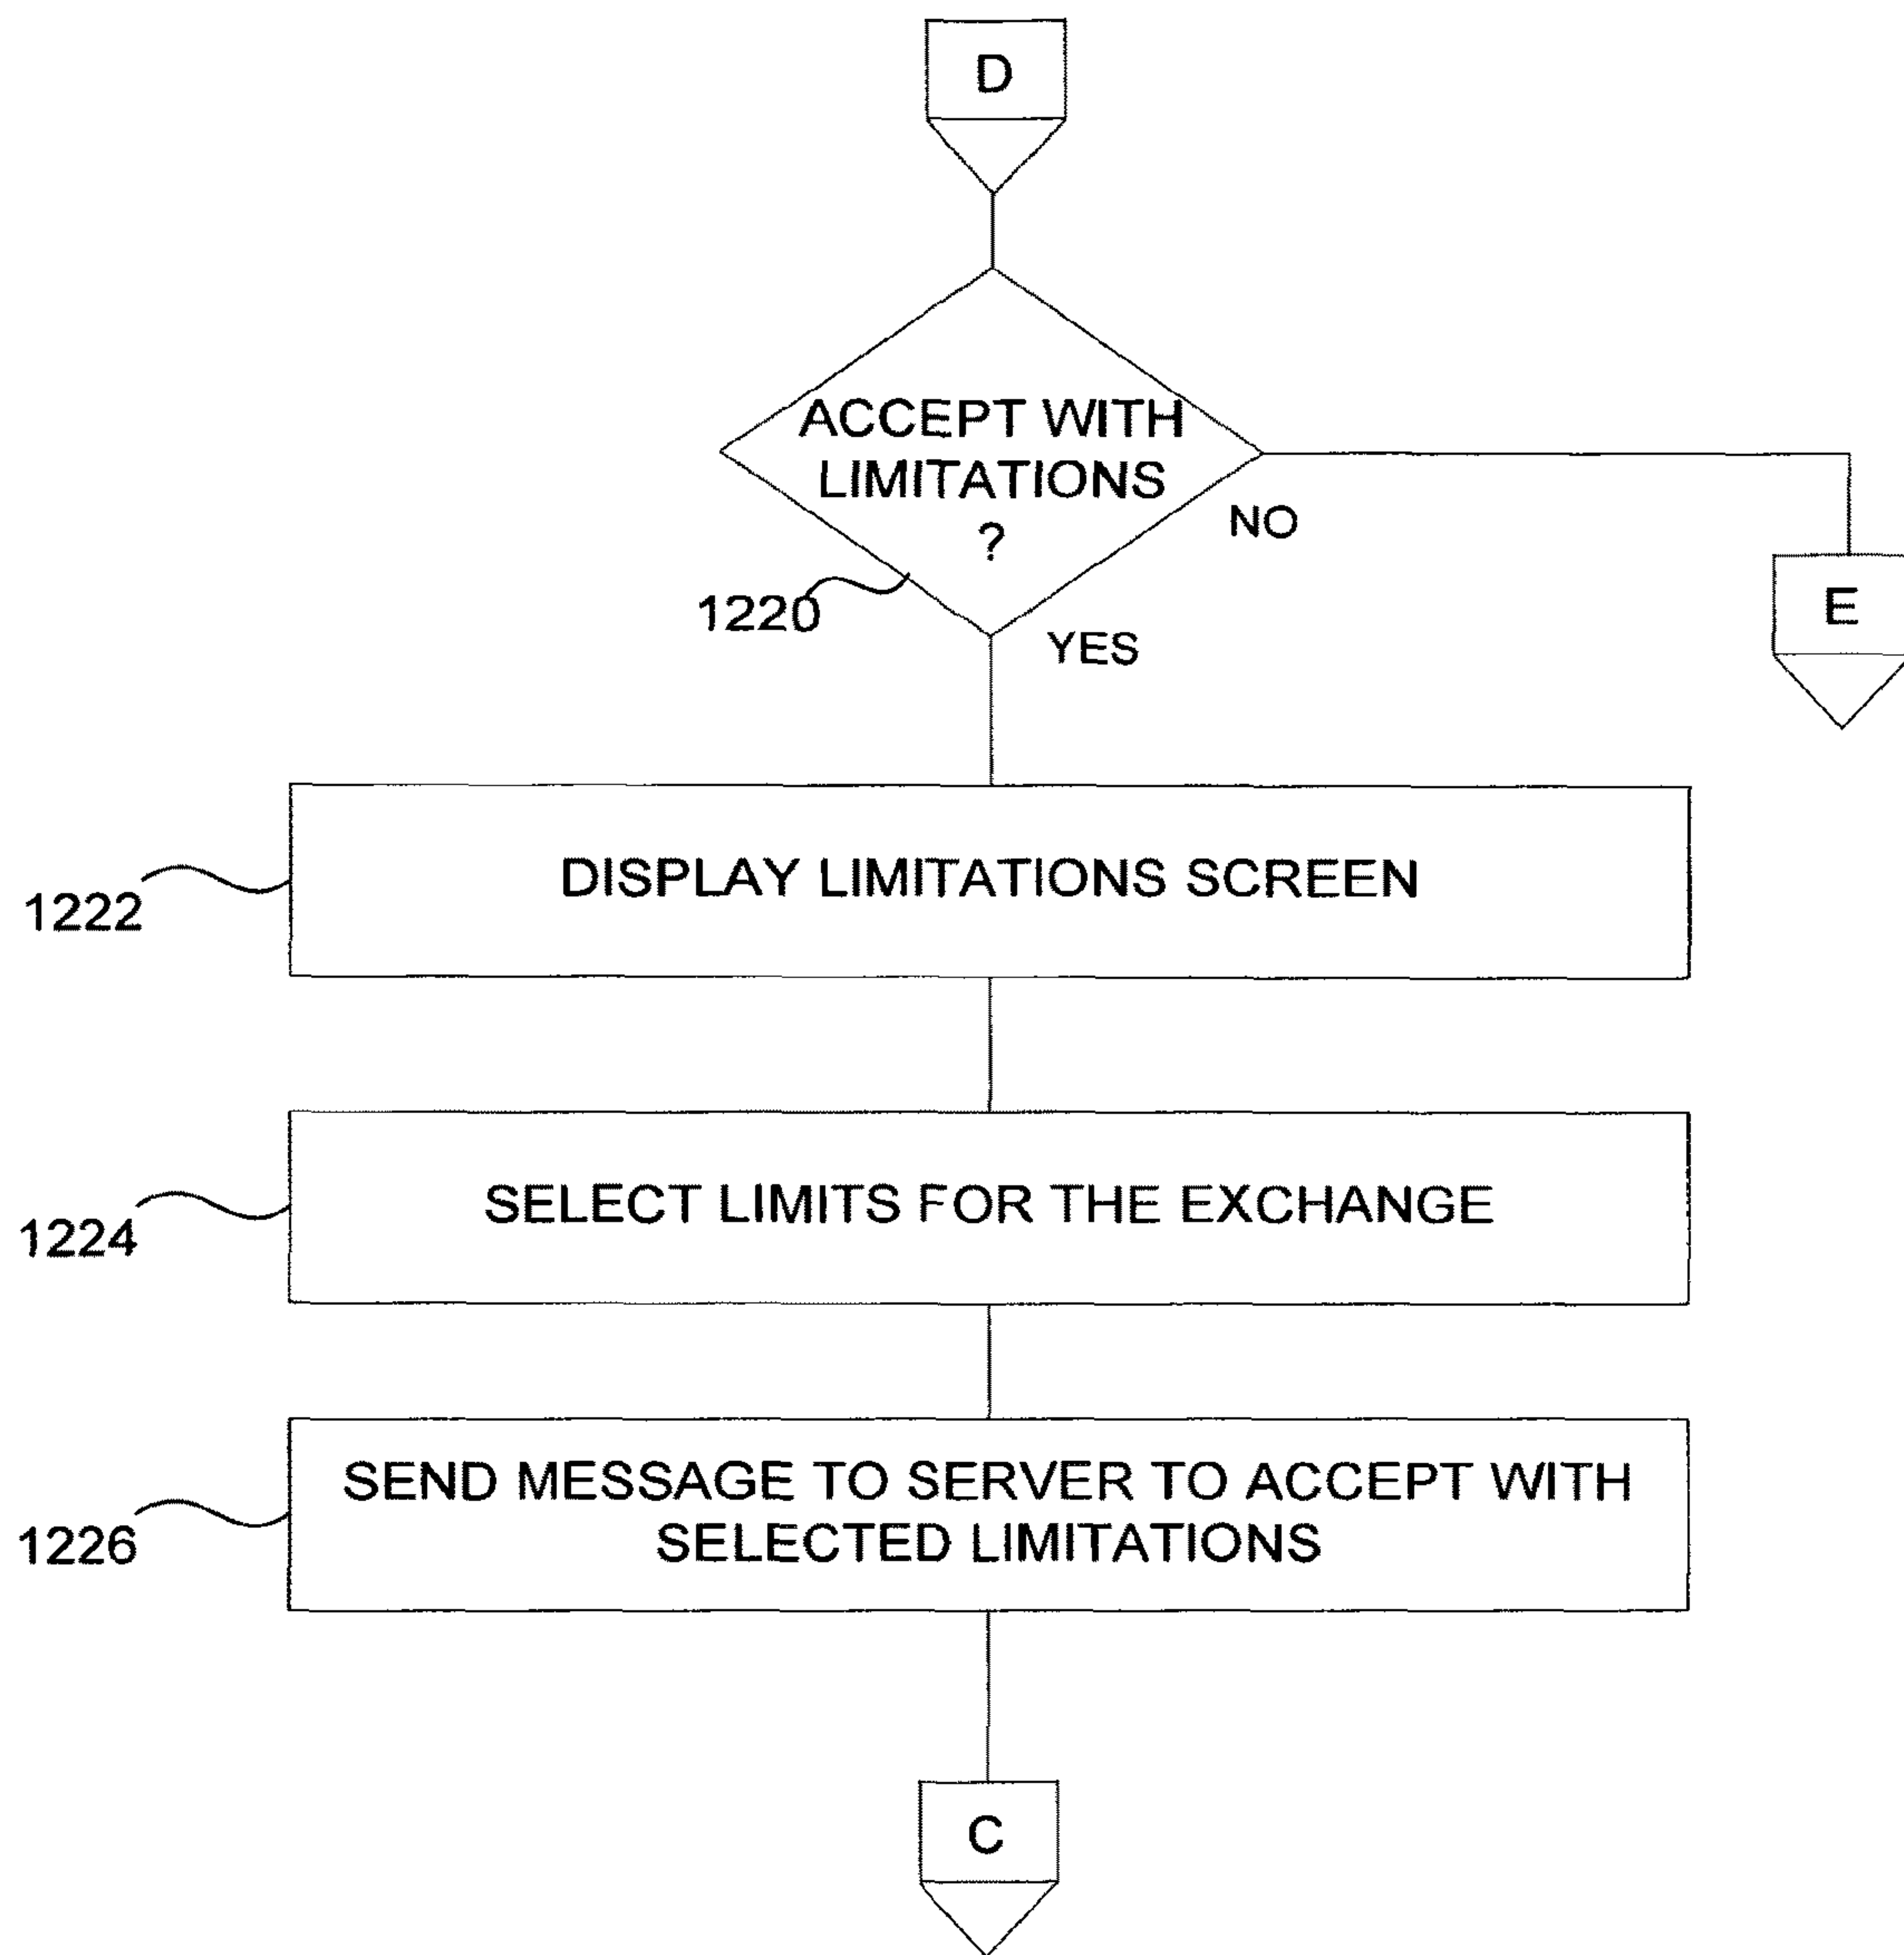 D
ACCEPT WITH
LIMITATIONS
?
NO
1220
YES
E
DISPLAY LIMITATIONS SCREEN
1222
SELECT LIMITS FOR THE EXCHANGE
1224
SEND MESSAGE TO SERVER TO ACCEPT WITH
SELECTED LIMITATIONS
1226
C